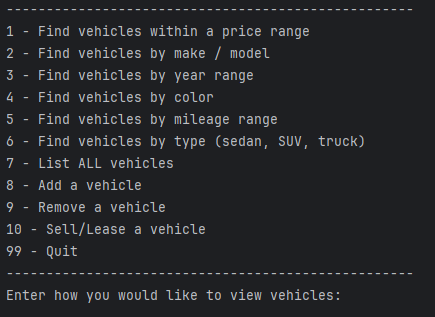 ---------------------------------------------------
1 - Find vehicles within a price range
2 - Find vehicles by make / model
3 - Find vehicles by year range
4 - Find vehicles by color
5 - Find vehicles by mileage range
6 - Find vehicles by type (sedan, SUV, truck)
7 - List ALL vehicles
8 - Add a vehicle
9 - Remove a vehicle
10 - Sell/Lease a vehicle
99 - Quit
---------------------------------------------------
Enter how you would like to view vehicles: